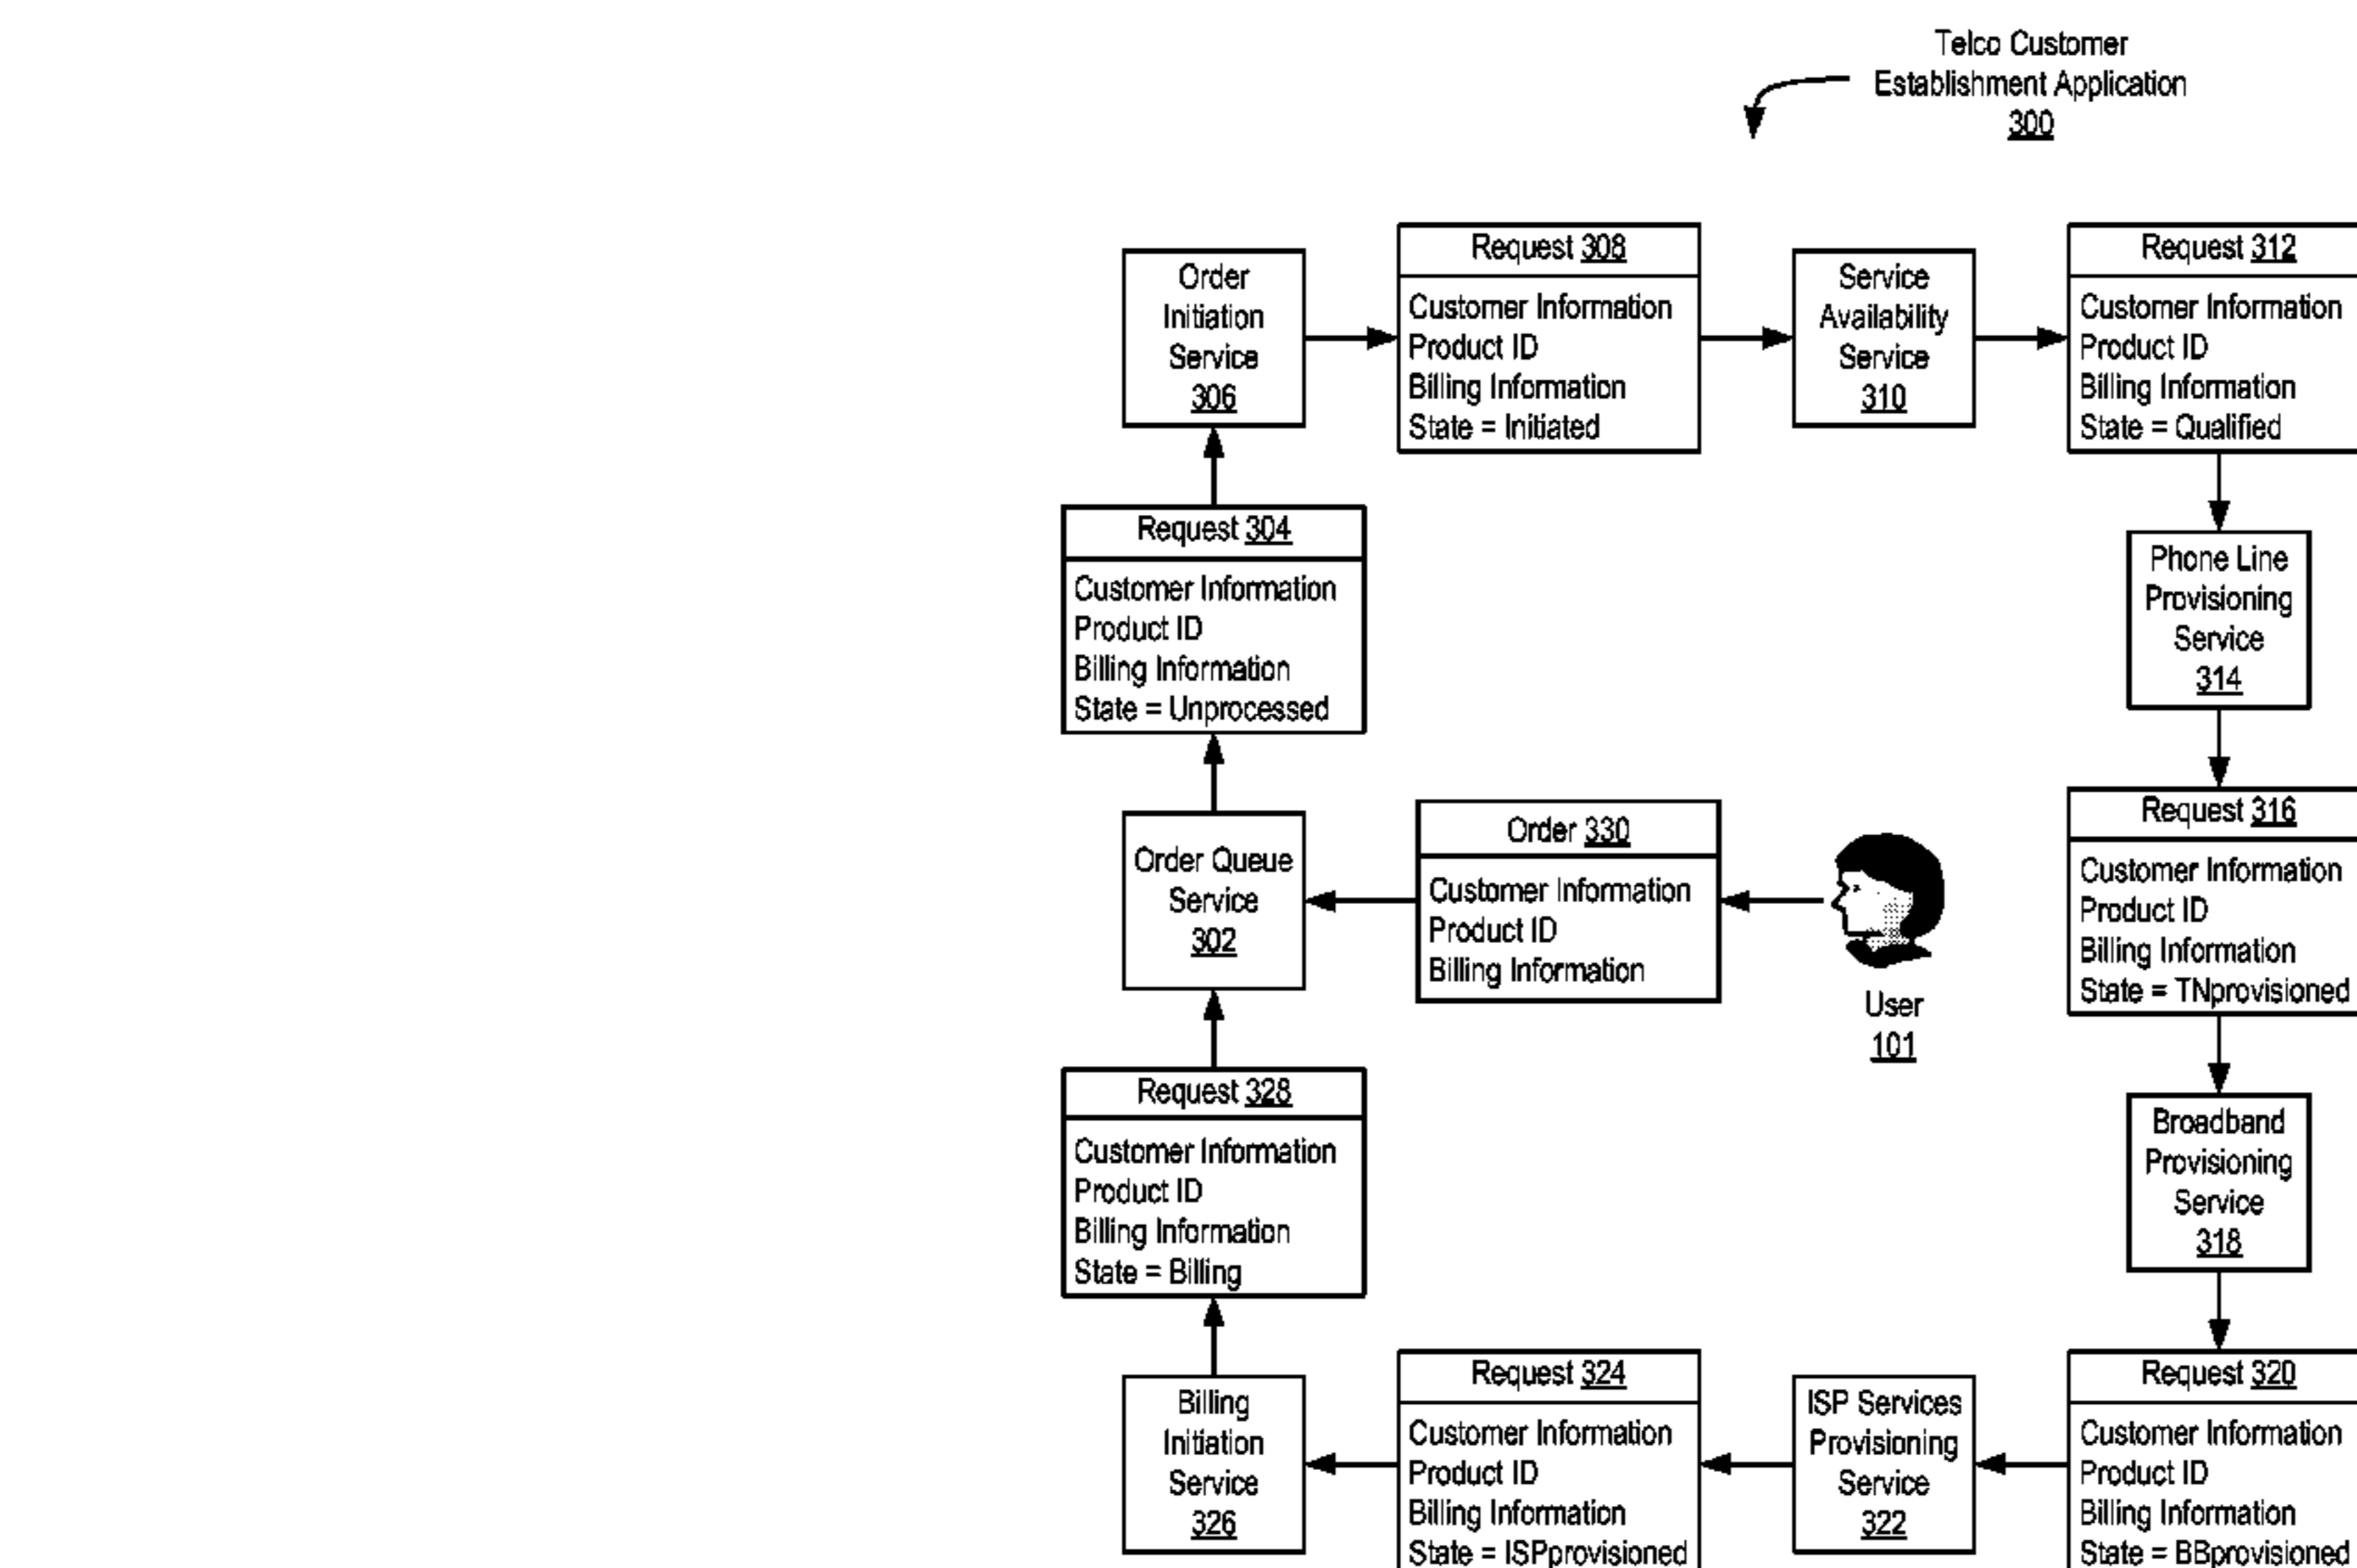 Telco Customer
Establishment Application
300
Order
Initiation
Service
306
Request 308
Customer Information
Product ID
Billing Information
State = Initiated
Service
Availability
Service
310
Request 312
Customer Information
Product ID
Billing Information
State = Qualified
Request 304
Customer Information
Product ID
Billing Information
State = Unprocessed
Phone Line
Provisioning
Service
314
Order Queue
Service
302
Order 330
Customer Information
Product ID
Billing Information
User
101
Request 316
Customer Information
Product ID
Billing Information
State = TNprovisioned
Request 328
Customer Information
Product ID
Billing Information
State = Billing
Broadband
Provisioning
Service
318
Billing
Initiation
Service
326
Request 324
Customer Information
Product ID
Billing Information
State = ISPprovisioned
ISP Services
Provisioning
Service
322
Request 320
Customer Information
Product ID
Billing Information
State = BBprovisioned